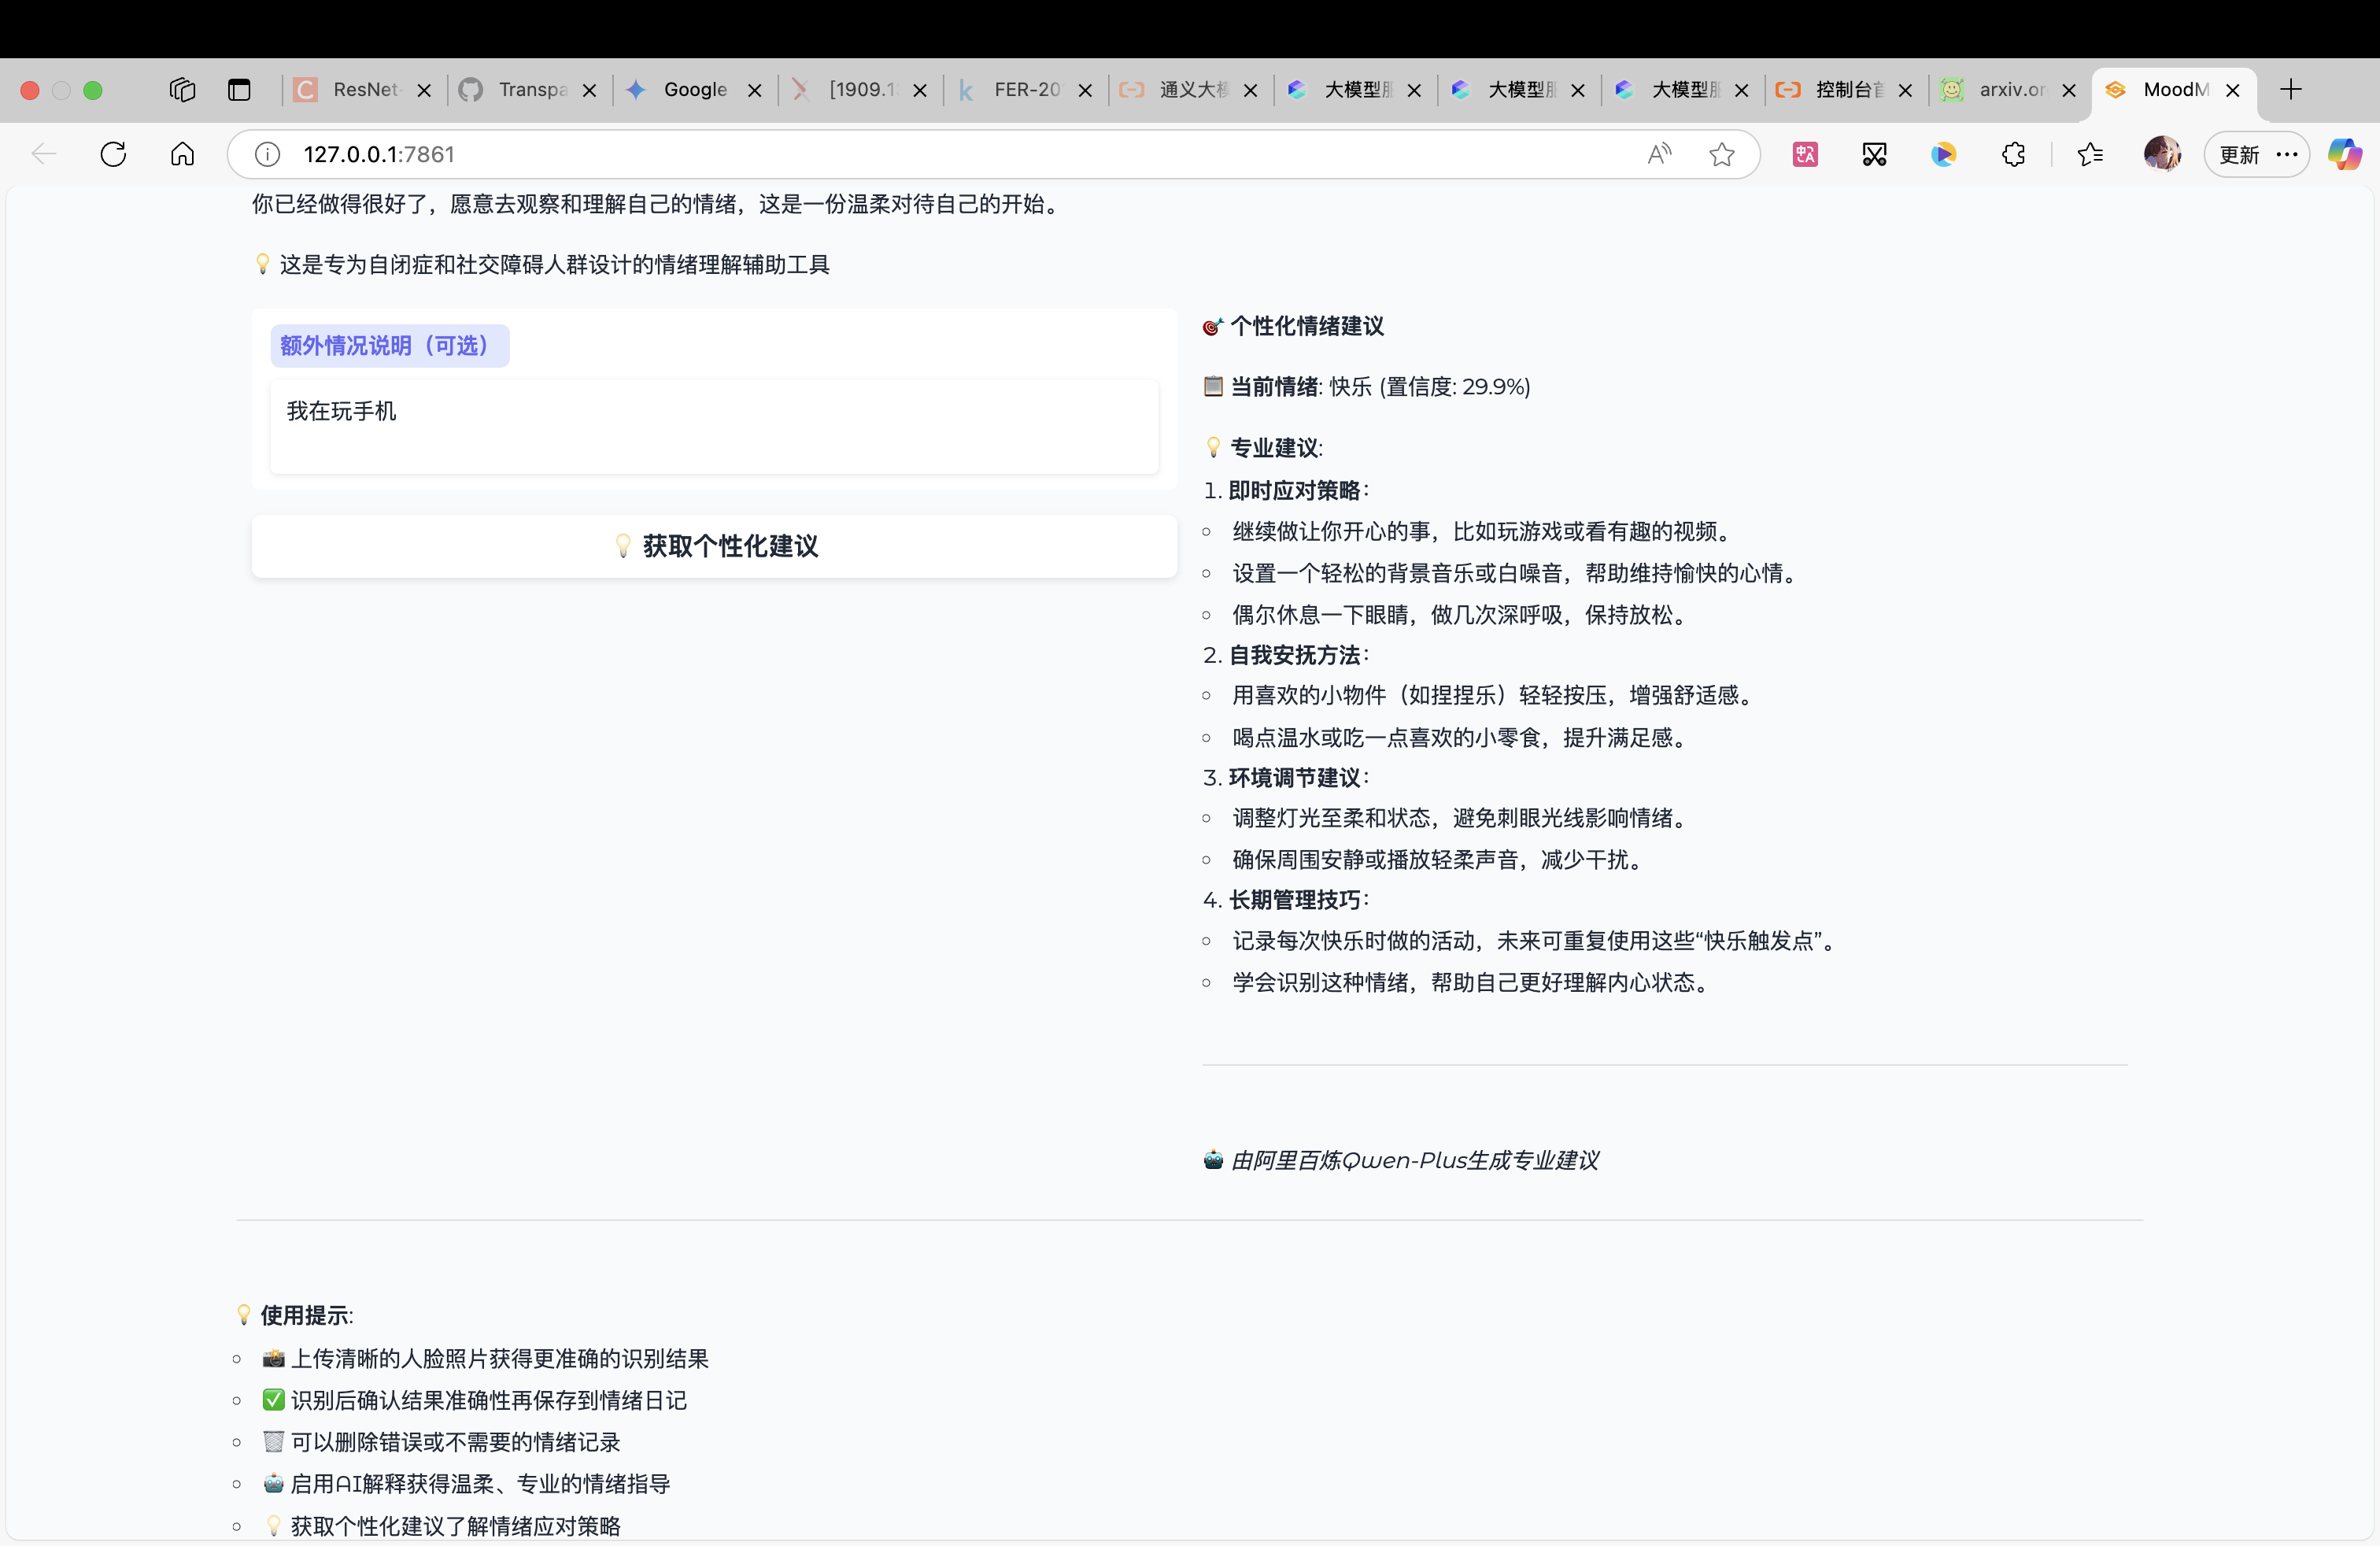 ResNet-
Transpa
Google
[1909.1
FER-20
通义大模
大模型服
大模型服
大模型服
控制台首
arxiv.or
MoodM
127.0.0.1:7861
更新
你已经做得很好了，愿意去观察和理解自己的情绪，这是一份温柔对待自己的开始。
💡 这是专为自闭症和社交障碍人群设计的情绪理解辅助工具
额外情况说明（可选）
我在玩手机
💡 获取个性化建议
🎯 个性化情绪建议
📋 当前情绪: 快乐 (置信度: 29.9%)
💡 专业建议:
1. 即时应对策略：
继续做让你开心的事，比如玩游戏或看有趣的视频。
设置一个轻松的背景音乐或白噪音，帮助维持愉快的心情。
偶尔休息一下眼睛，做几次深呼吸，保持放松。
2. 自我安抚方法：
用喜欢的小物件（如捏捏乐）轻轻按压，增强舒适感。
喝点温水或吃一点喜欢的小零食，提升满足感。
3. 环境调节建议：
调整灯光至柔和状态，避免刺眼光线影响情绪。
确保周围安静或播放轻柔声音，减少干扰。
4. 长期管理技巧：
记录每次快乐时做的活动，未来可重复使用这些“快乐触发点”。
学会识别这种情绪，帮助自己更好理解内心状态。
🤖 由阿里百炼Qwen-Plus生成专业建议
💡 使用提示:
📸 上传清晰的人脸照片获得更准确的识别结果
✅ 识别后确认结果准确性再保存到情绪日记
🗑️ 可以删除错误或不需要的情绪记录
🤖 启用AI解释获得温柔、专业的情绪指导
💡 获取个性化建议了解情绪应对策略